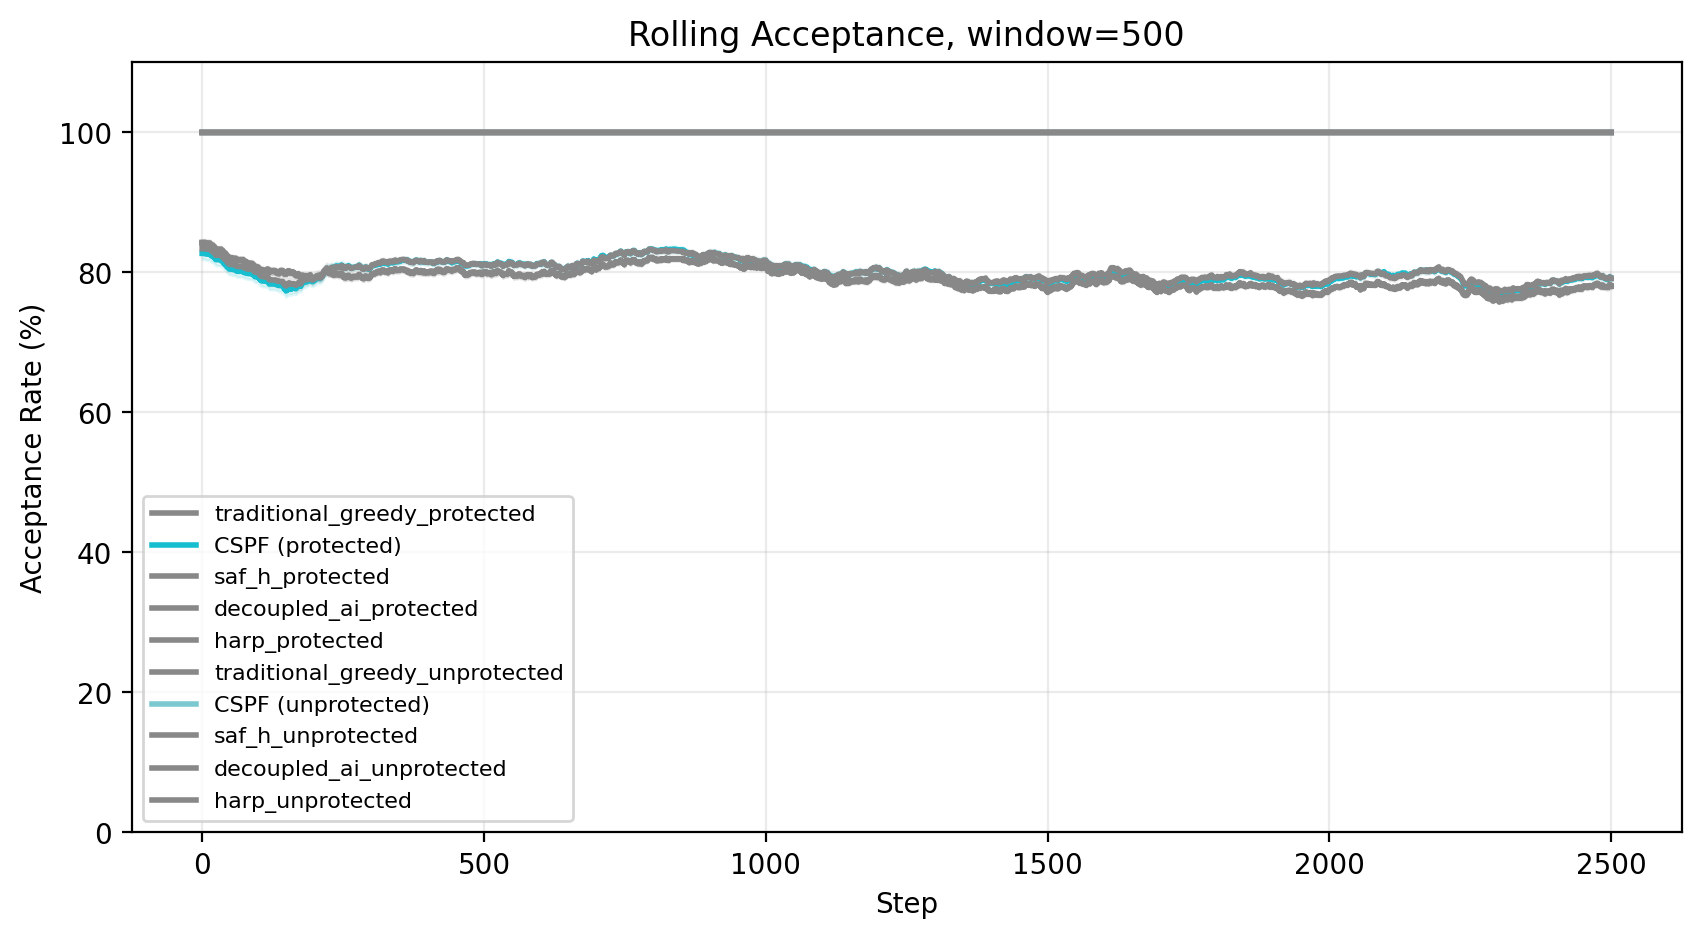 Rolling Acceptance, window=500
Acceptance Rate (%)
100
80
60
40
20
0
traditional_greedy_protected
CSPF (protected)
saf_h_protected
decoupled_ai_protected
harp_protected
traditional_greedy_unprotected
CSPF (unprotected)
saf_h_unprotected
decoupled_ai_unprotected
harp_unprotected
0 500 1000 1500 2000 2500
Step